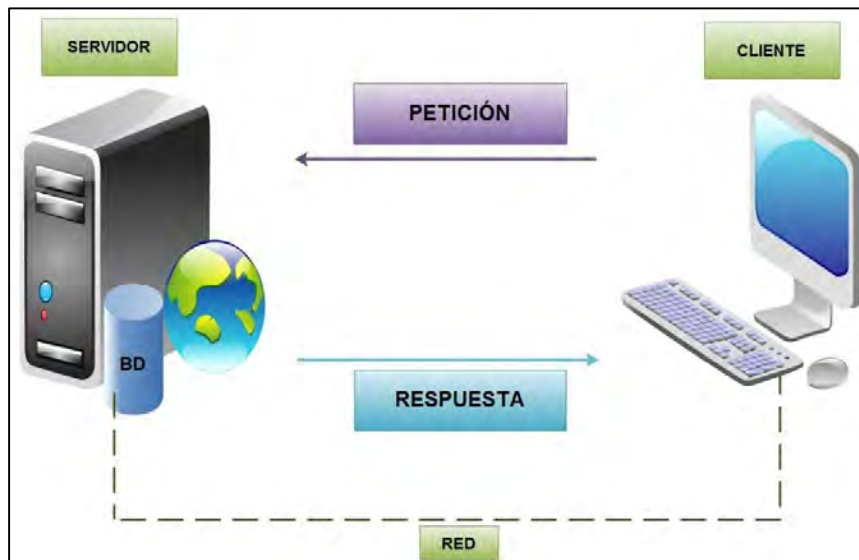 SERVIDOR
CLIENTE
PETICIÓN
BD
RESPUESTA
RED